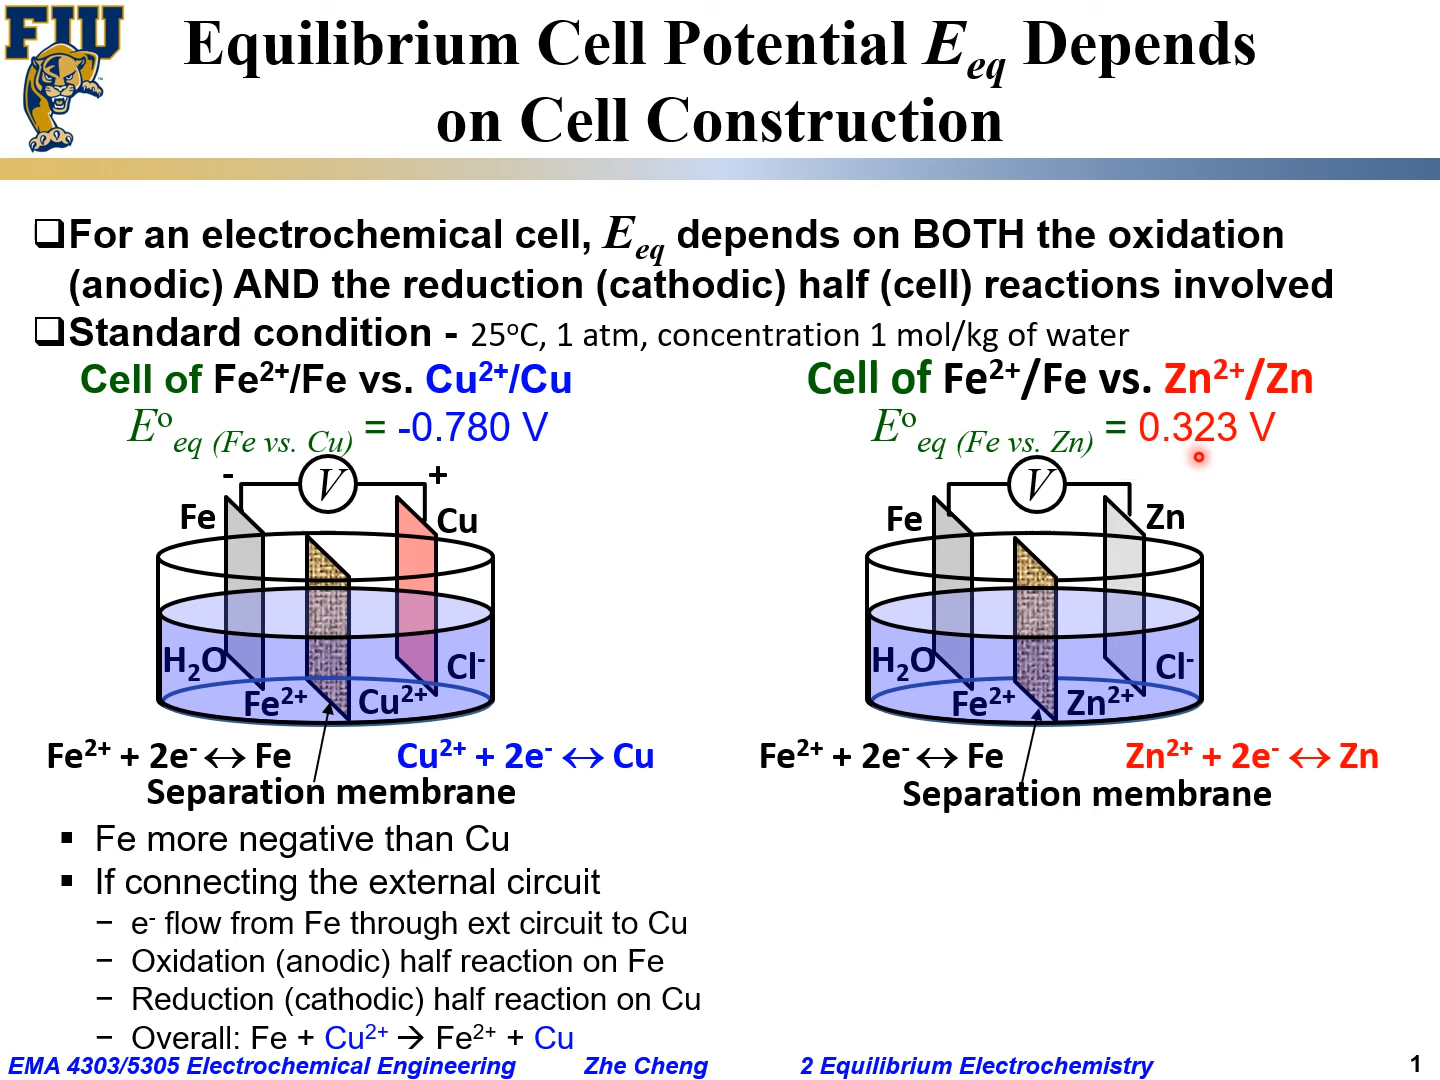 FIU
Equilibrium Cell Potential Eeq Depends
on Cell Construction
❑For an electrochemical cell, Eeq depends on BOTH the oxidation
(anodic) AND the reduction (cathodic) half (cell) reactions involved
❑Standard condition - 25oC, 1 atm, concentration 1 mol/kg of water
Cell of Fe2+/Fe vs. Cu2+/Cu
Eoeq (Fe vs. Cu) = -0.780 V
- V +
Fe Cu
H2O Cl-
Fe2+ Cu2+
Fe2+ + 2e- ↔ Fe Cu2+ + 2e- ↔ Cu
Separation membrane
▪ Fe more negative than Cu
▪ If connecting the external circuit
− e- flow from Fe through ext circuit to Cu
− Oxidation (anodic) half reaction on Fe
− Reduction (cathodic) half reaction on Cu
− Overall: Fe + Cu2+ → Fe2+ + Cu
Cell of Fe2+/Fe vs. Zn2+/Zn
Eoeq (Fe vs. Zn) = 0.323 V
V
Fe Zn
H2O Cl-
Fe2+ Zn2+
Fe2+ + 2e- ↔ Fe Zn2+ + 2e- ↔ Zn
Separation membrane
EMA 4303/5305 Electrochemical Engineering Zhe Cheng 2 Equilibrium Electrochemistry 1